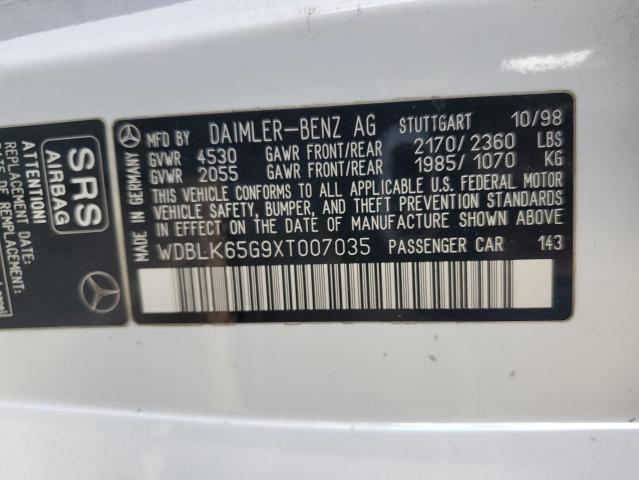 ATTENTION!
REPLACEMENT DATE:
OF REPLACEMENT:
SRS
AIRBAG
MADE IN GERMANY
MFD BY DAIMLER-BENZ AG STUTTGART 10/98
GVWR 4530 GAWR FRONT/REAR 2170/2360 LBS
GVWR 2055 GAWR FRONT/REAR 1985/1070 KG
THIS VEHICLE CONFORMS TO ALL APPLICABLE U.S. FEDERAL MOTOR
VEHICLE SAFETY, BUMPER, AND THEFT PREVENTION STANDARDS
IN EFFECT ON THE DATE OF MANUFACTURE SHOWN ABOVE
WDBLK65G9XT007035 PASSENGER CAR 143